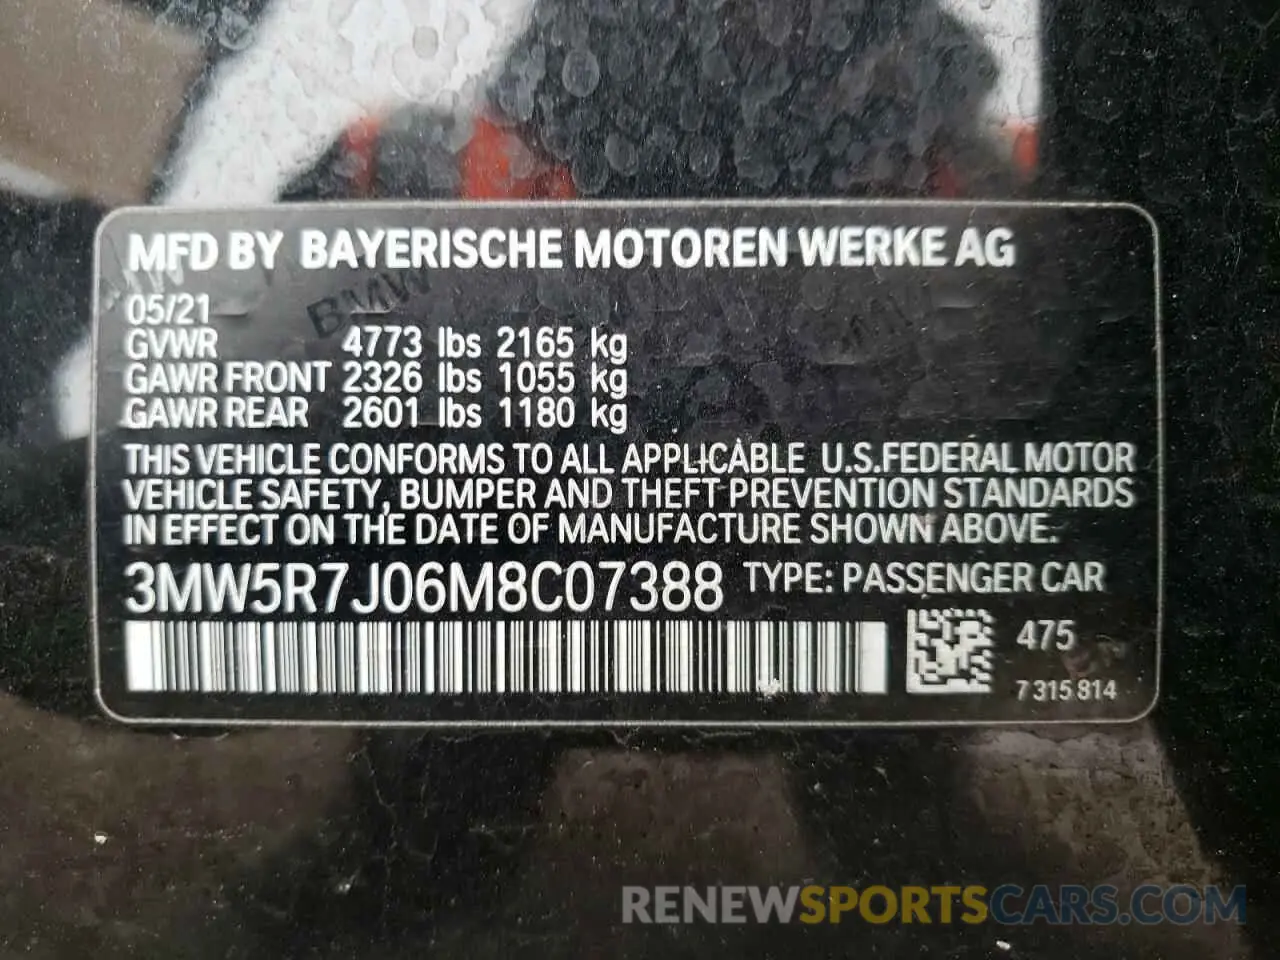 MFD BY BAYERISCHE MOTOREN WERKE AG
05/21
GVWR 4773 lbs 2165 kg
GAWR FRONT 2326 lbs 1055 kg
GAWR REAR 2601 lbs 1180 kg
THIS VEHICLE CONFORMS TO ALL APPLICABLE U.S.FEDERAL MOTOR
VEHICLE SAFETY, BUMPER AND THEFT PREVENTION STANDARDS
IN EFFECT ON THE DATE OF MANUFACTURE SHOWN ABOVE.
3MW5R7J06M8C07388 TYPE: PASSENGER CAR
475
7 315 814
BMW
RENEWSPORTSCARS.COM